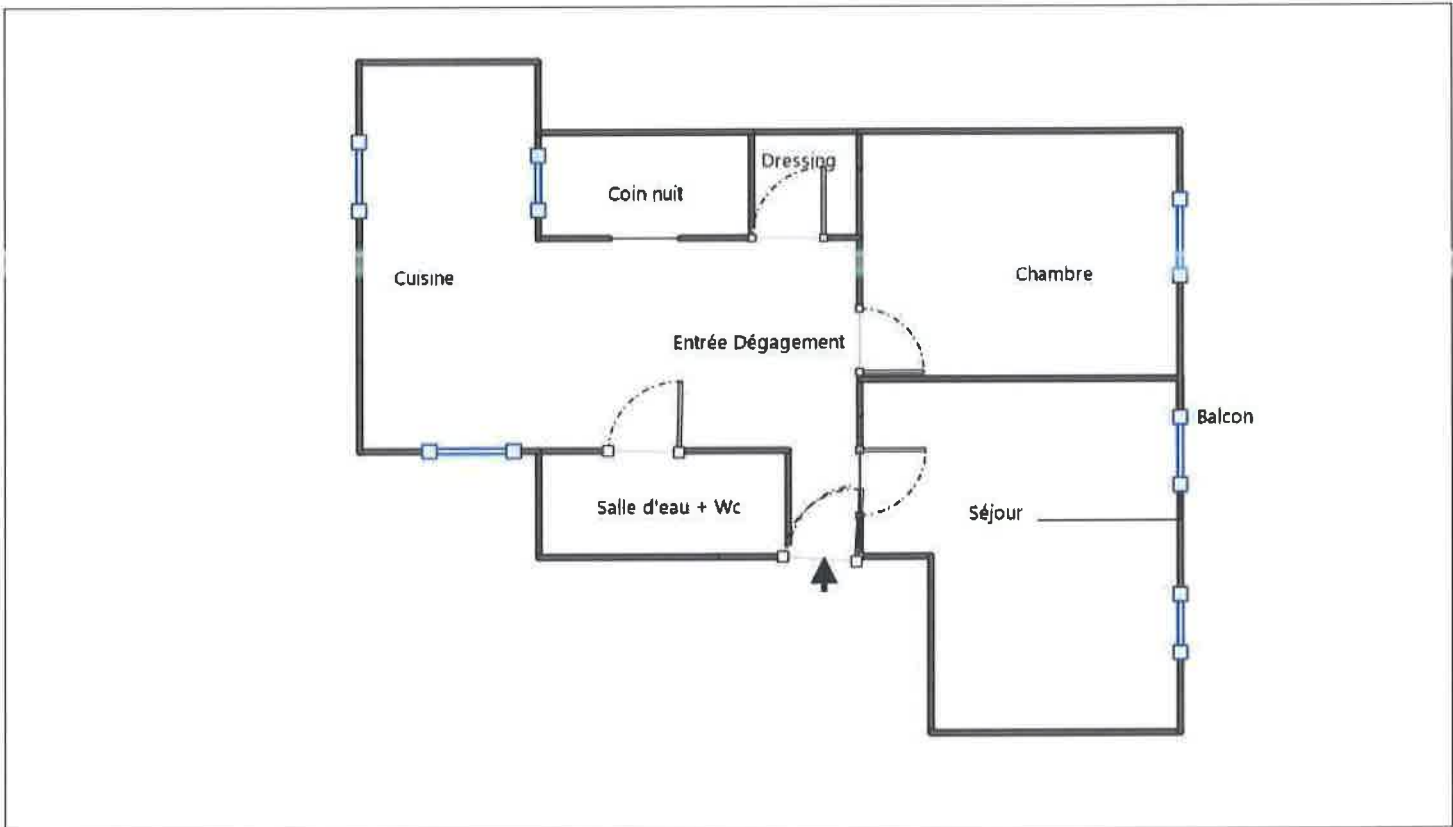 Dressing
Coin nuit
Cuisine
Chambre
Entrée Dégagement
Balcon
Salle d'eau + Wc
Séjour